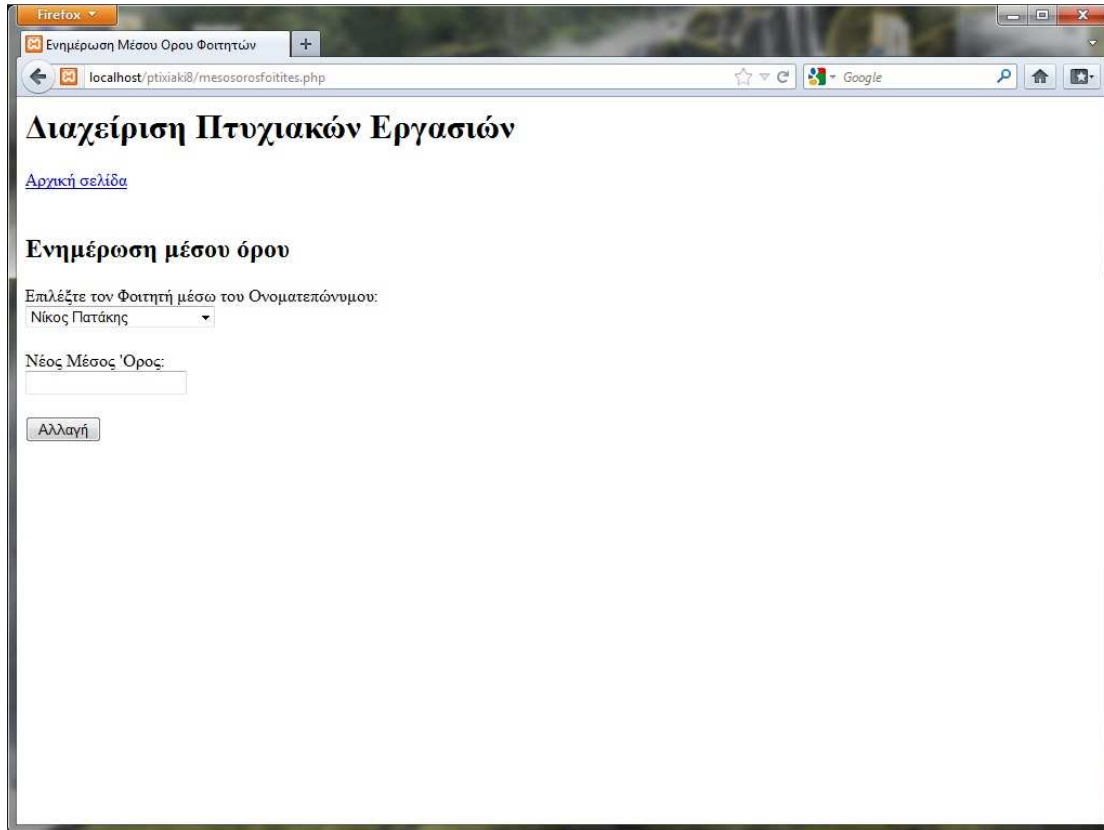 Firefox
Ενημέρωση Μέσου Ορου Φοιτητών
localhost/ptixiaki8/mesosorosfoitites.php
Google
Διαχείριση Πτυχιακών Εργασιών
Αρχική σελίδα
Ενημέρωση μέσου όρου
Επιλέξτε τον Φοιτητή μέσω του Ονοματεπώνυμου:
Νίκος Πατάκης
Νέος Μέσος 'Ορος:
Αλλαγή